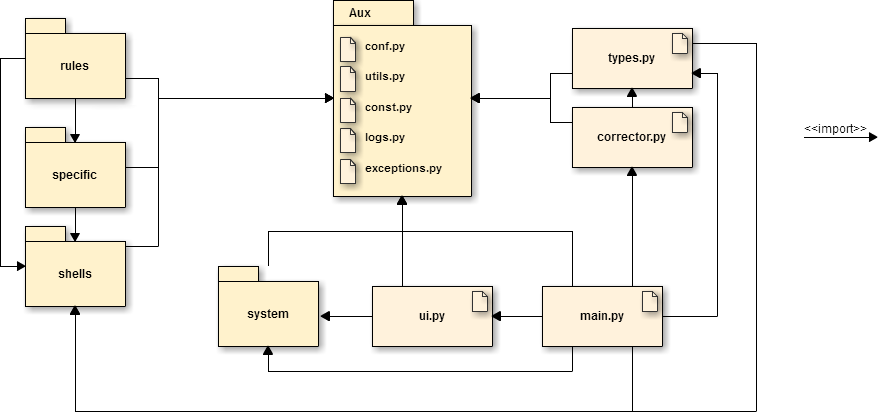 Aux
conf.py
utils.py
const.py
logs.py
exceptions.py
rules
specific
shells
types.py
corrector.py
<<import>>
system
ui.py
main.py